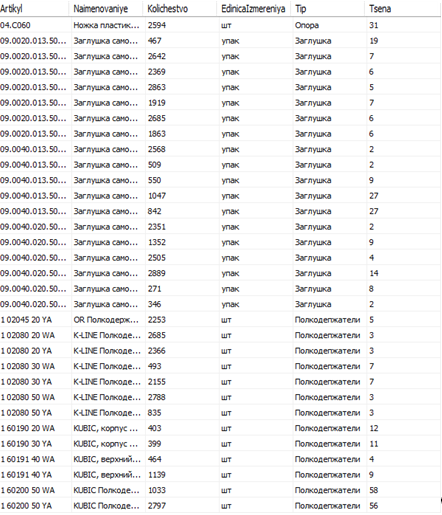 Artikyl Naimenovaniye Kolichestvo EdinicaIzmereniya Tip Tsena
04.C060 Ножка пластик... 2594 шт Опора 31
09.0020.013.50... Заглушка само... 467 упак Заглушка 19
09.0020.013.50... Заглушка само... 2642 упак Заглушка 7
09.0020.013.50... Заглушка само... 2369 упак Заглушка 6
09.0020.013.50... Заглушка само... 2863 упак Заглушка 5
09.0020.013.50... Заглушка само... 1919 упак Заглушка 7
09.0020.013.50... Заглушка само... 2685 упак Заглушка 6
09.0020.013.50... Заглушка само... 1863 упак Заглушка 6
09.0040.013.50... Заглушка само... 2568 упак Заглушка 2
09.0040.013.50... Заглушка само... 509 упак Заглушка 2
09.0040.013.50... Заглушка само... 550 упак Заглушка 9
09.0040.013.50... Заглушка само... 1047 упак Заглушка 27
09.0040.013.50... Заглушка само... 842 упак Заглушка 27
09.0040.020.50... Заглушка само... 2351 упак Заглушка 2
09.0040.020.50... Заглушка само... 1352 упак Заглушка 9
09.0040.020.50... Заглушка само... 2505 упак Заглушка 4
09.0040.020.50... Заглушка само... 2889 упак Заглушка 14
09.0040.020.50... Заглушка само... 271 упак Заглушка 8
09.0040.020.50... Заглушка само... 346 упак Заглушка 2
1 02045 20 YA OR Полкодерж... 2253 шт Полкодепжатели 5
1 02080 20 WA K-LINE Полкоде... 2685 шт Полкодепжатели 3
1 02080 20 YA K-LINE Полкоде... 2366 шт Полкодепжатели 3
1 02080 30 WA K-LINE Полкоде... 493 шт Полкодепжатели 7
1 02080 30 YA K-LINE Полкоде... 2155 шт Полкодепжатели 7
1 02080 50 WA K-LINE Полкоде... 2788 шт Полкодепжатели 3
1 02080 50 YA K-LINE Полкоде... 835 шт Полкодепжатели 3
1 60190 20 WA KUBIC, корпус ... 403 шт Полкодепжатели 12
1 60190 30 YA KUBIC, корпус ... 399 шт Полкодепжатели 11
1 60191 40 WA KUBIC, верхний... 464 шт Полкодепжатели 4
1 60191 40 YA KUBIC, верхний... 1139 шт Полкодепжатели 9
1 60200 50 WA KUBIC Полкоде... 1033 шт Полкодепжатели 58
1 60200 50 YA KUBIC Полкоде... 2797 шт Полкодепжатели 56